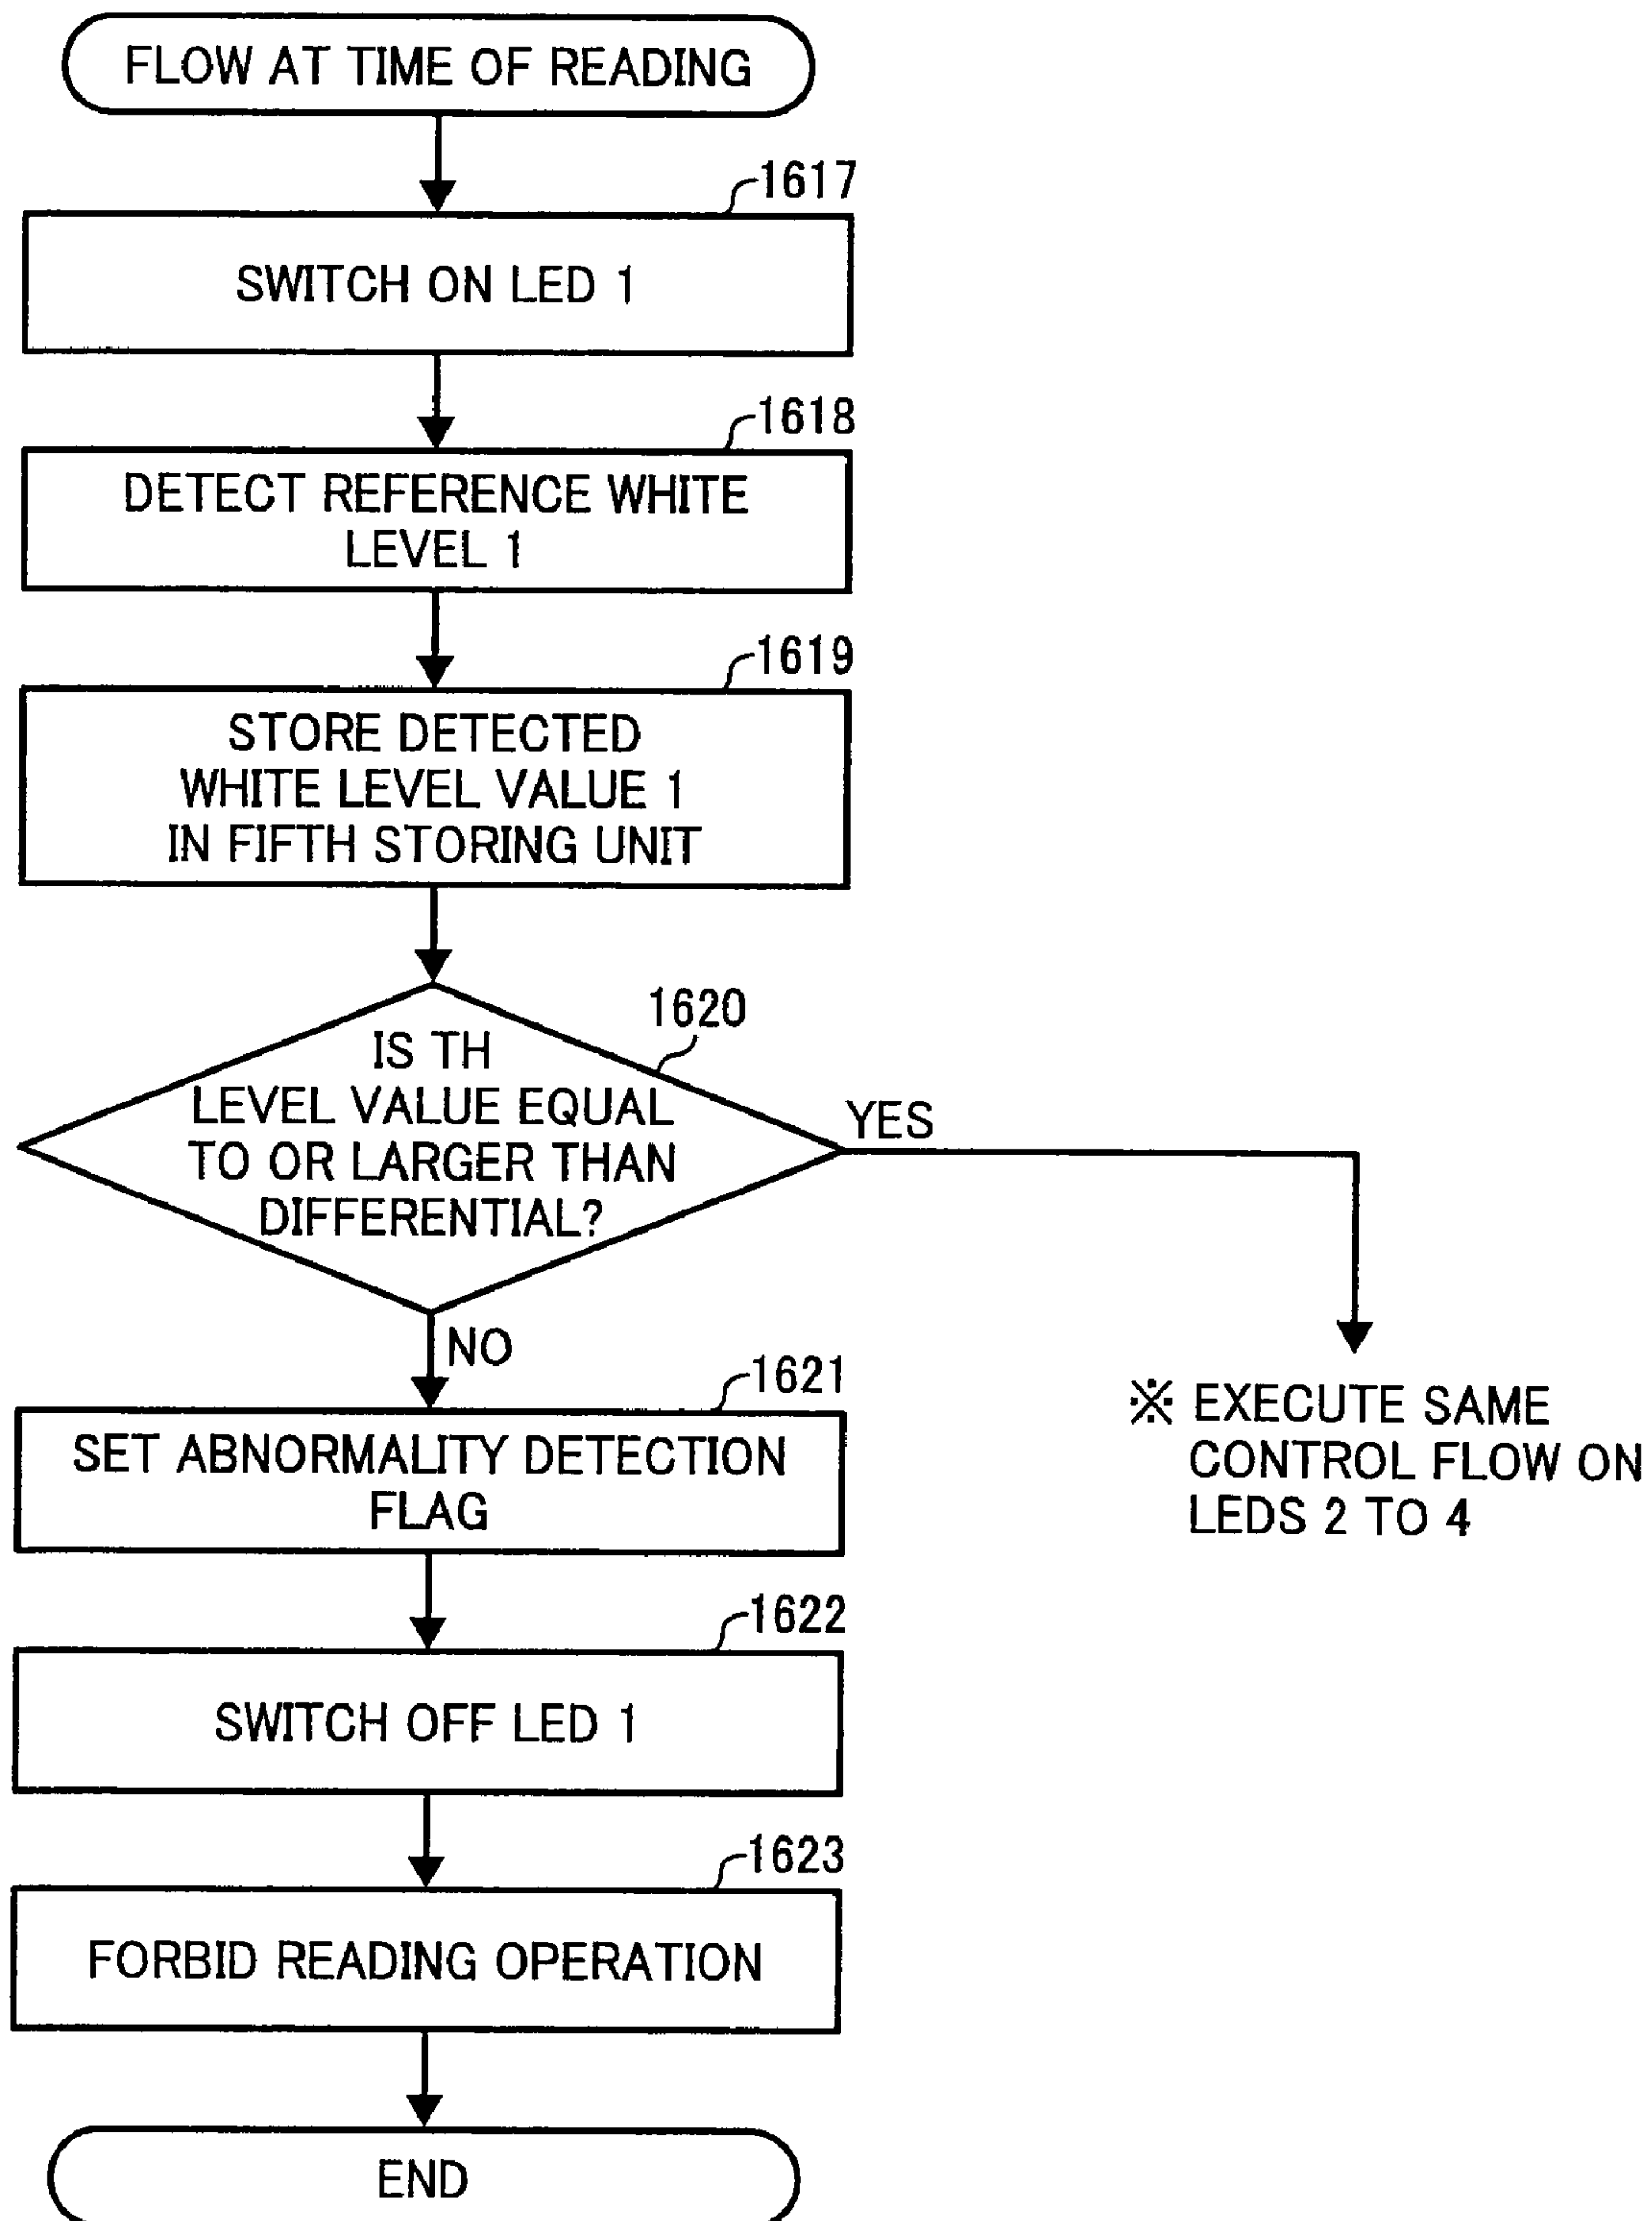 FLOW AT TIME OF READING
1617
SWITCH ON LED 1
1618
DETECT REFERENCE WHITE
LEVEL 1
1619
STORE DETECTED
WHITE LEVEL VALUE 1
IN FIFTH STORING UNIT
1620
IS TH
LEVEL VALUE EQUAL
TO OR LARGER THAN
DIFFERENTIAL?
YES
NO
※ EXECUTE SAME
CONTROL FLOW ON
LEDS 2 TO 4
1621
SET ABNORMALITY DETECTION
FLAG
1622
SWITCH OFF LED 1
1623
FORBID READING OPERATION
END